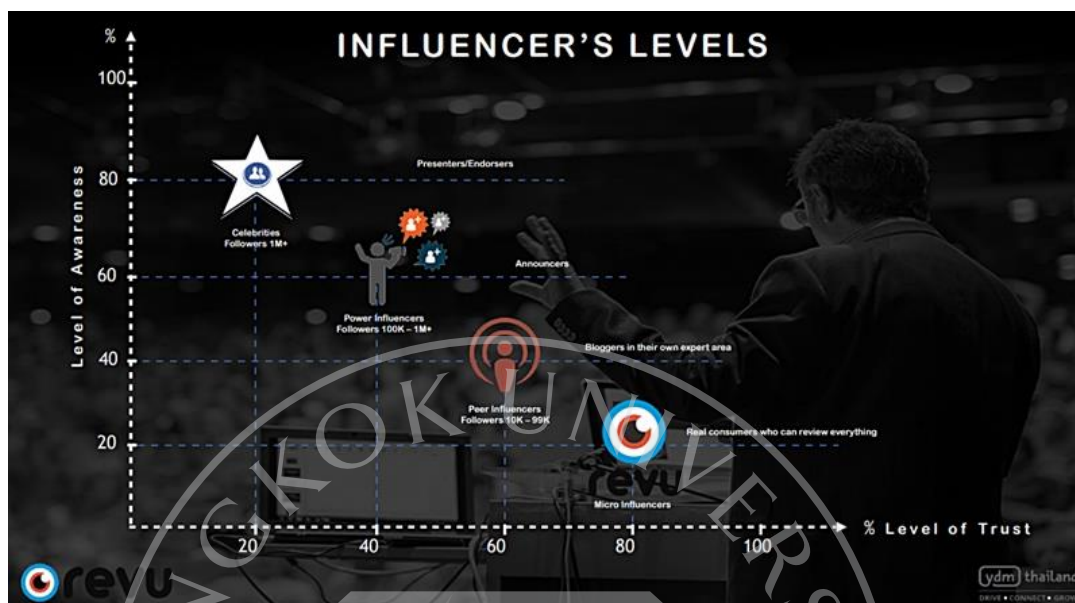 INFLUENCER'S LEVELS
%
100
80
60
40
20
Level of Awareness
Presenters/Endorsers
Celebrities
Followers 1M+
Announcers
Power Influencers
Followers 100K – 1M+
Bloggers in their own expert area
Peer Influencers
Followers 10K – 99K
Real consumers who can review everything
revu
Micro Influencers
20
40
60
80
100
% Level of Trust
revu
ydm thailand
DRIVE • CONNECT • GROW
KOK UNIVERS